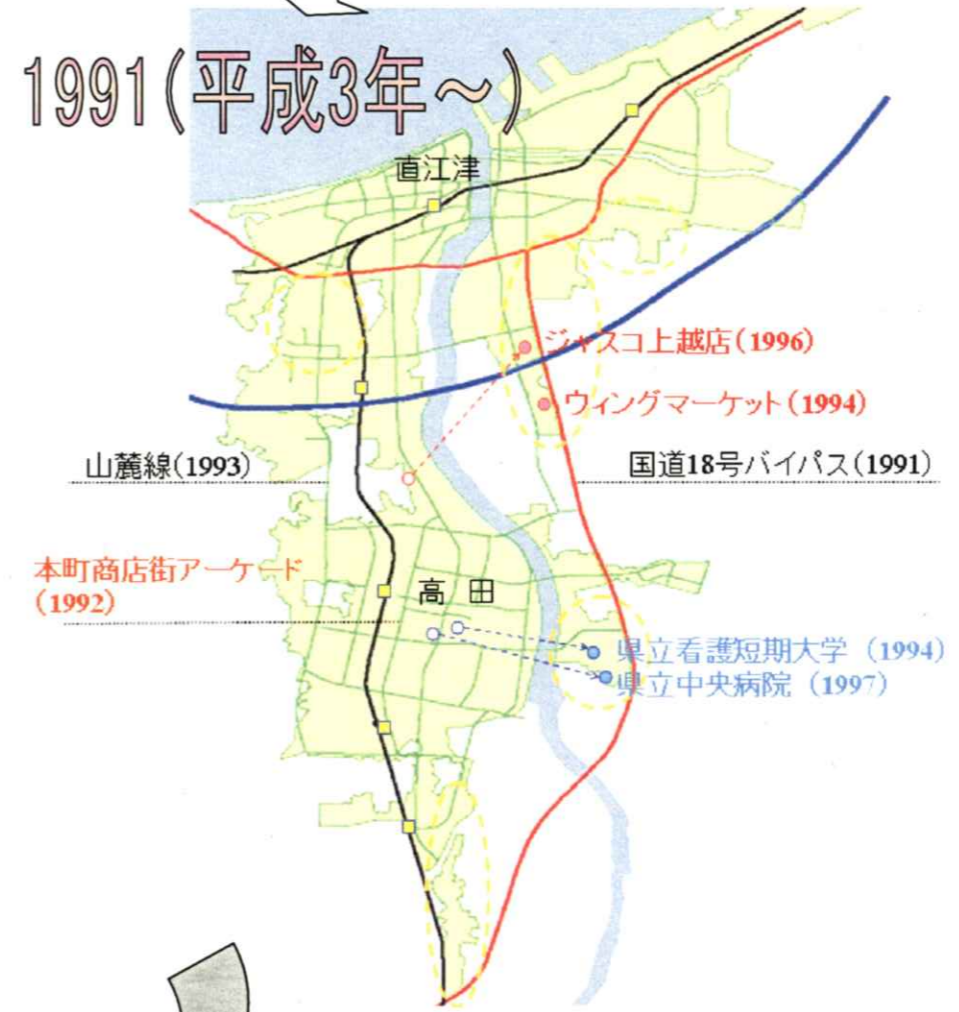 1991(平成3年～)
直江津
ジャスコ上越店(1996)
ウィングマーケット(1994)
山麓線(1993)
国道18号バイパス(1991)
本町商店街アーケード
(1992)
高田
県立看護短期大学 (1994)
県立中央病院 (1997)